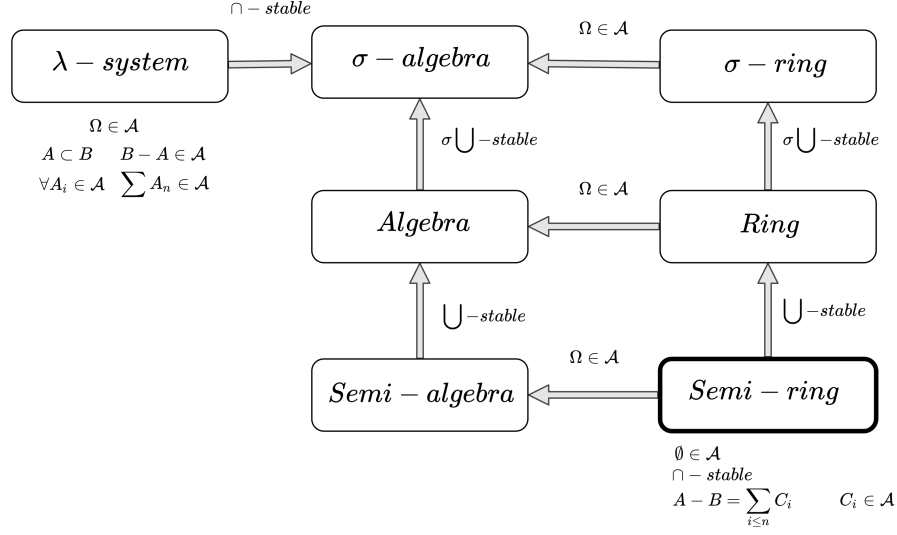 ∩ − stable
λ − system
σ − algebra
Ω ∈ 𝒜
σ − ring
Ω ∈ 𝒜
A ⊂ B   B − A ∈ 𝒜
∀A_i ∈ 𝒜   ∑ A_n ∈ 𝒜
σ⋃ −stable
σ⋃ −stable
Algebra
Ω ∈ 𝒜
Ring
⋃ −stable
⋃ −stable
Semi − algebra
Ω ∈ 𝒜
Semi − ring
∅ ∈ 𝒜
∩ − stable
A − B = ∑_{i≤n} C_i   C_i ∈ 𝒜